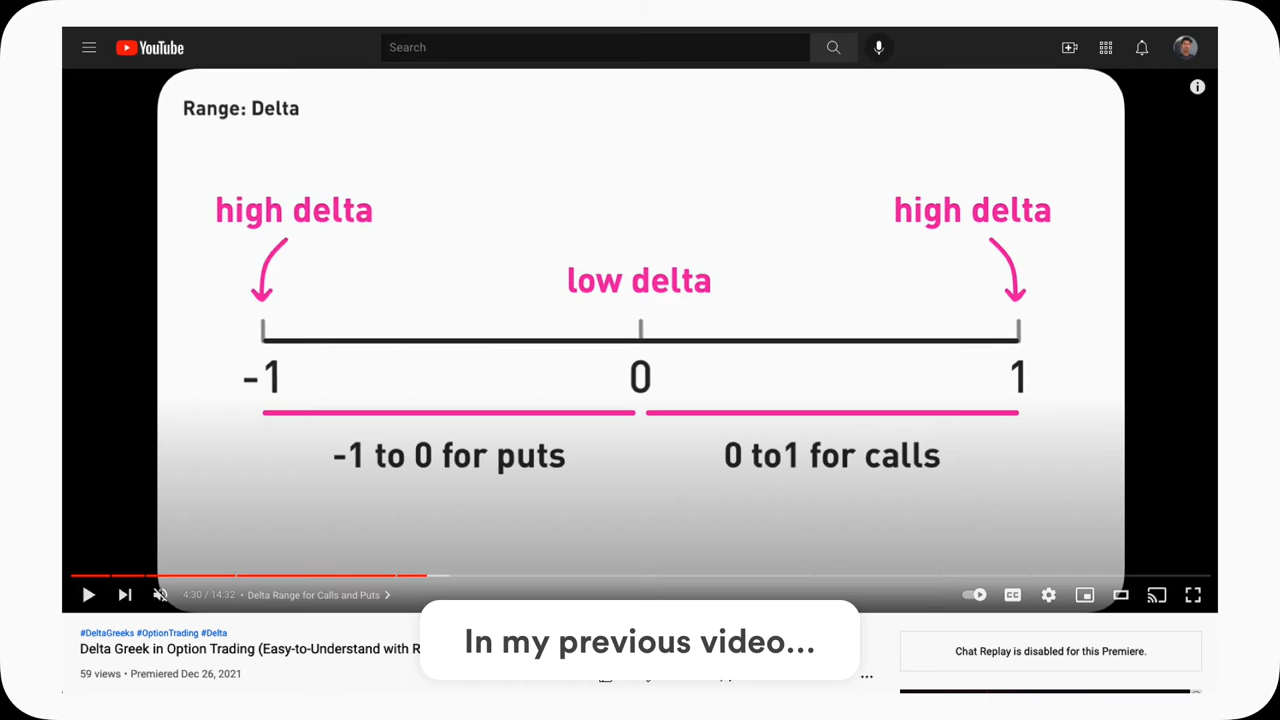 YouTube
Search
Range: Delta
high delta
high delta
low delta
-1
0
1
-1 to 0 for puts
0 to1 for calls
4:30 / 14:32 • Delta Range for Calls and Puts
CC
#DeltaGreeks #OptionTrading #Delta
Delta Greek in Option Trading (Easy-to-Understand with R
In my previous video...
Chat Replay is disabled for this Premiere.
59 views • Premiered Dec 26, 2021